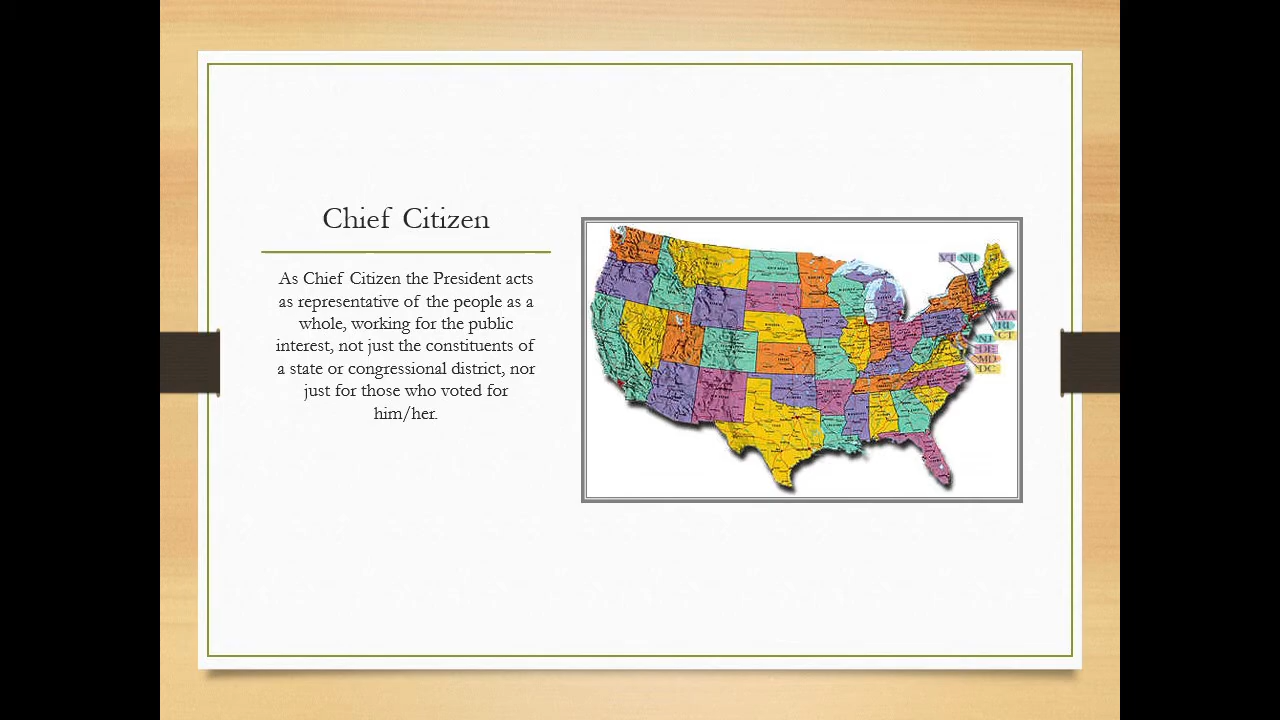 Chief Citizen
As Chief Citizen the President acts
as representative of the people as a
whole, working for the public
interest, not just the constituents of
a state or congressional district, nor
just for those who voted for
him/her.
VT NH
MA
RI
CT
NJ
DE
MD
DC